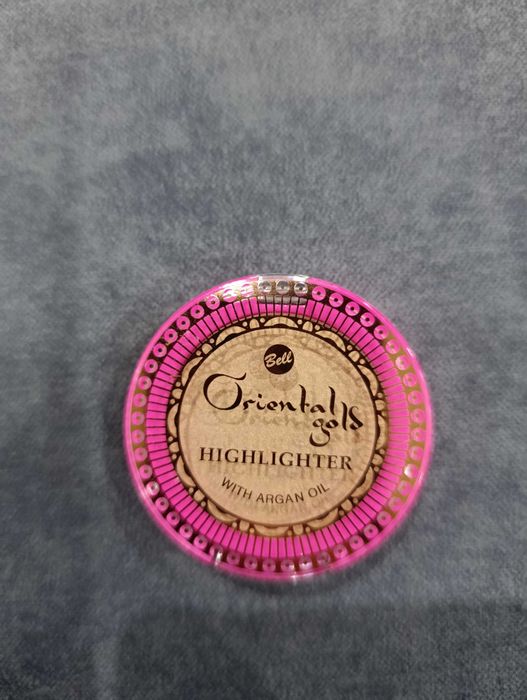 Bell
Oriental
gold
HIGHLIGHTER
WITH ARGAN OIL